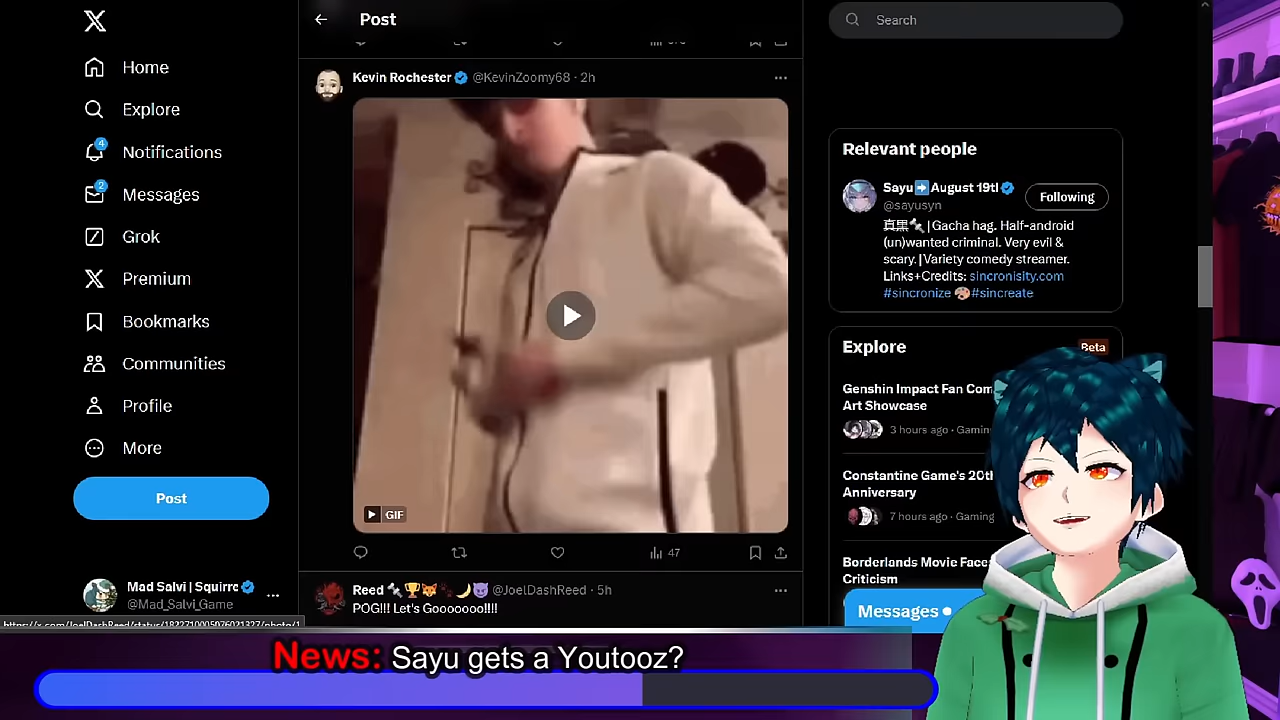 Home
Explore
4
Notifications
2
Messages
Grok
Premium
Bookmarks
Communities
Profile
More
Post
Mad Salvi | Squirre
@Mad_Salvi_Game
Post
Kevin Rochester @KevinZoomy68 · 2h
GIF
47
Reed 🔩🏆🦊🐾🌙😈 @JoelDashReed · 5h
POG!!! Let's Gooooooo!!!!
Search
Relevant people
Sayu➡️August 19t
@sayusyn
Following
真黒🔩|Gacha hag. Half-android
(un)wanted criminal. Very evil &
scary.|Variety comedy streamer.
Links+Credits: sincronisity.com
#sincronize 🎨#sincreate
Explore
Beta
Genshin Impact Fan Com
Art Showcase
3 hours ago · Gamin
Constantine Game's 20th
Anniversary
7 hours ago · Gaming
Borderlands Movie Face
Criticism
Messages
News: Sayu gets a Youtooz?